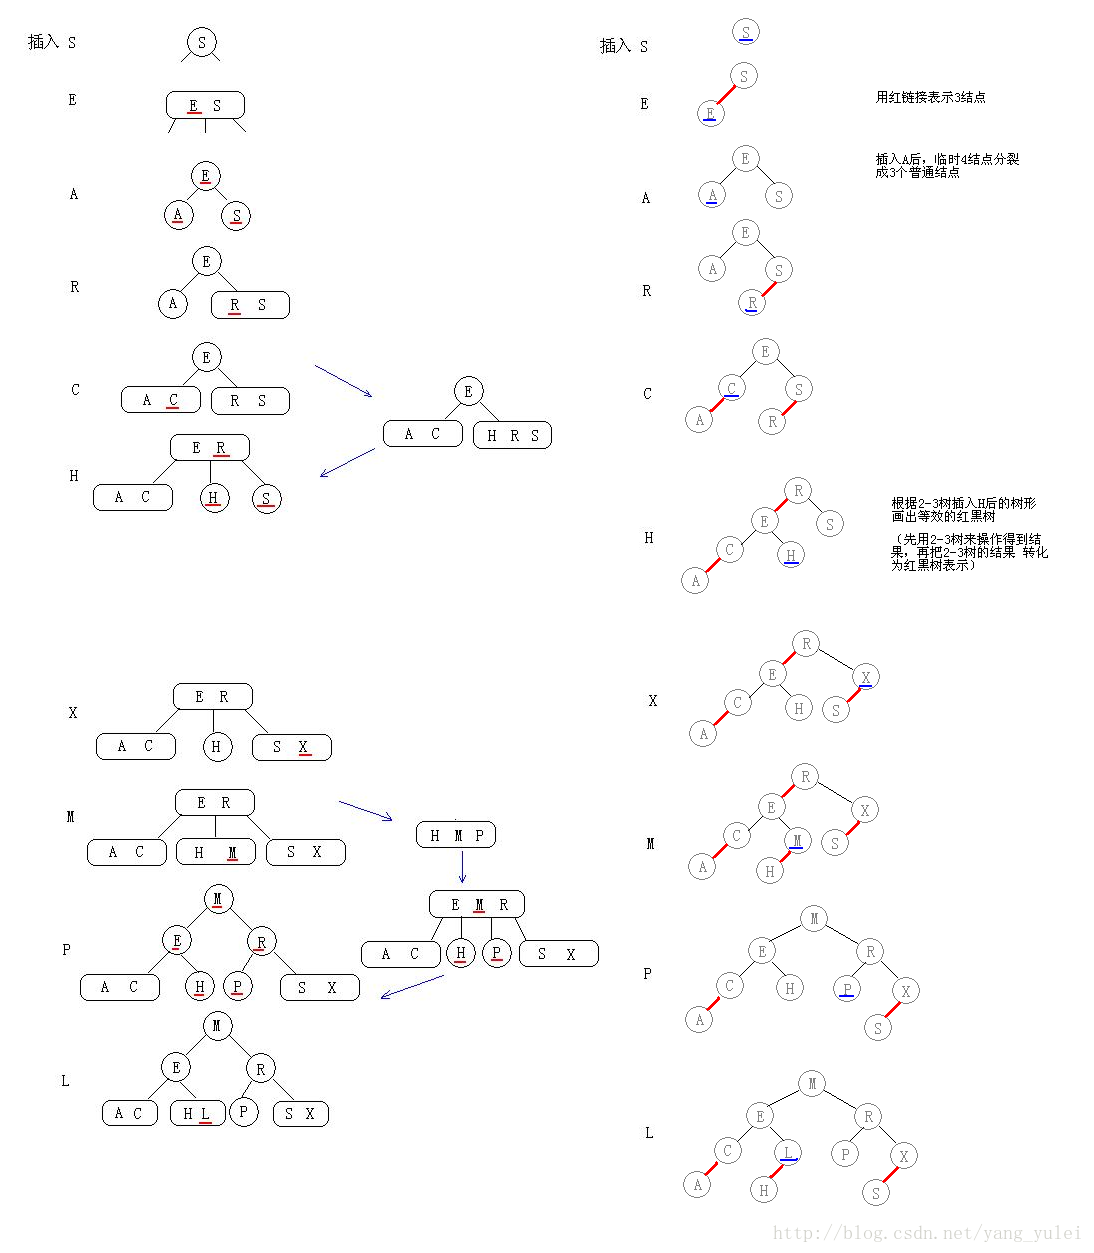 插入 S
S
E
E S
A
E
A S
R
E
A R S
C
E
A C R S
E
A C H R S
H
E R
A C H S
X
E R
A C H S X
M
E R
A C H M S X
H M P
E M R
A C H P S X
P
M
E R
A C H P S X
L
M
E R
A C H L P S X
插入 S
S
E
S
E
用红链接表示3结点
A
E
A S
插入A后,临时4结点分裂
成3个普通结点
R
E
A S
R
C
E
C S
A R
H
R
E S
C H
A
根据2-3树插入H后的树形
画出等效的红黑树
(先用2-3树来操作得到结
果,再把2-3树的结果 转化
为红黑树表示)
X
R
E X
C H S
A
M
R
E X
C M S
A H
P
M
E R
C H P X
A S
L
M
E R
C L P X
A H S
http://blog.csdn.net/yang_yulei